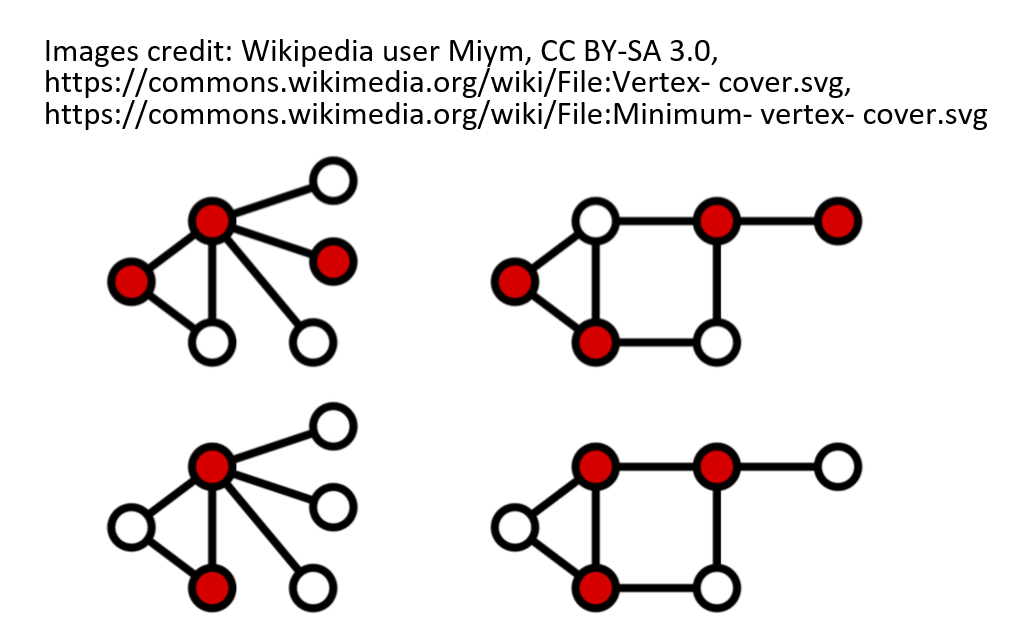 Images credit: Wikipedia user Miym, CC BY-SA 3.0,
https://commons.wikimedia.org/wiki/File:Vertex- cover.svg,
https://commons.wikimedia.org/wiki/File:Minimum- vertex- cover.svg